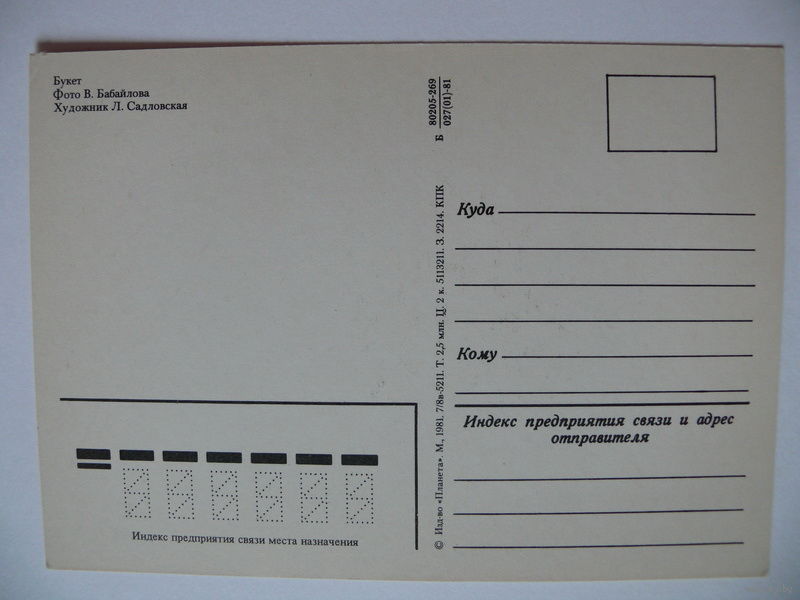 Букет
Фото В. Бабайлова
Художник Л. Садловская
Б 80205-269
027(01)-81
© Изд-во «Планета». М., 1981. 7/8в-5211. Т. 2,5 млн. Ц. 2 к. 5113211. З. 2214. КПК
Куда
Кому
Индекс предприятия связи и адрес
отправителя
Индекс предприятия связи места назначения